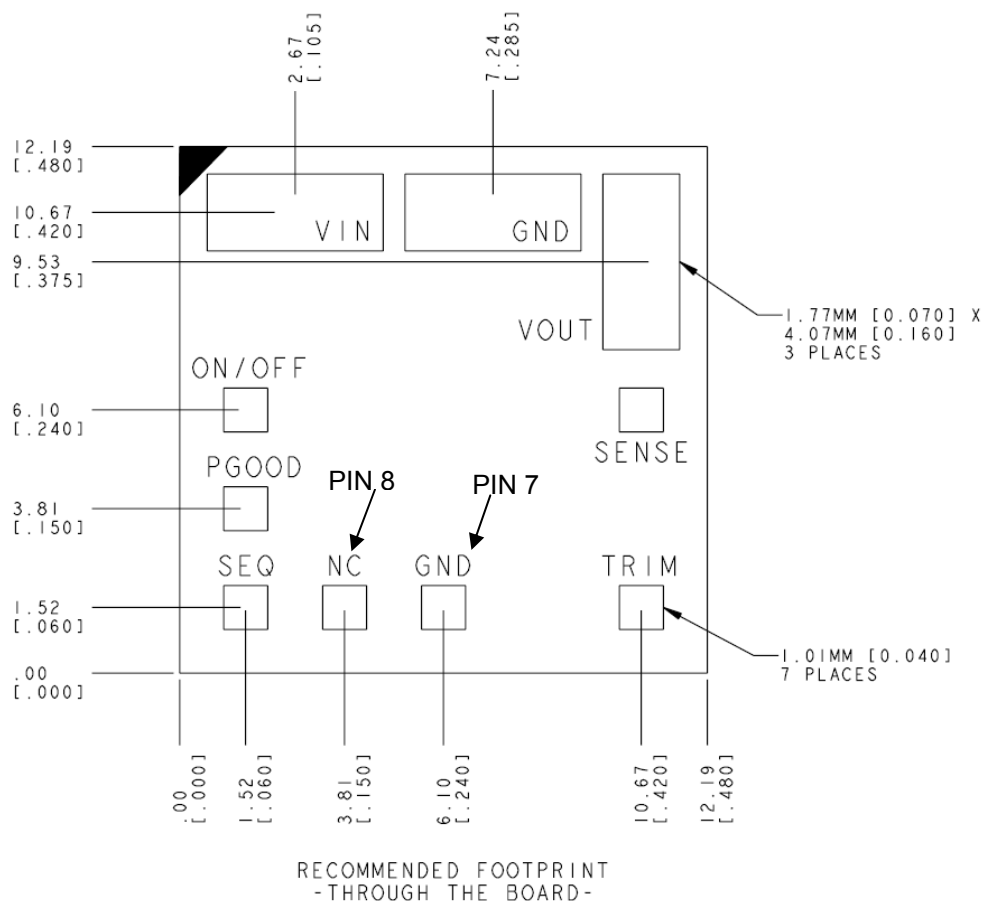 2.67
[.105]
7.24
[.285]
12.19
[.480]
10.67
[.420]
VIN
GND
9.53
[.375]
1.77MM [0.070] X
4.07MM [0.160]
3 PLACES
VOUT
ON/OFF
6.10
[.240]
SENSE
PGOOD
PIN 8
PIN 7
3.81
[.150]
SEQ
NC
GND
TRIM
1.52
[.060]
1.01MM [0.040]
7 PLACES
.00
[.000]
.00
[.000]
1.52
[.060]
3.81
[.150]
6.10
[.240]
10.67
[.420]
12.19
[.480]
RECOMMENDED FOOTPRINT
-THROUGH THE BOARD-